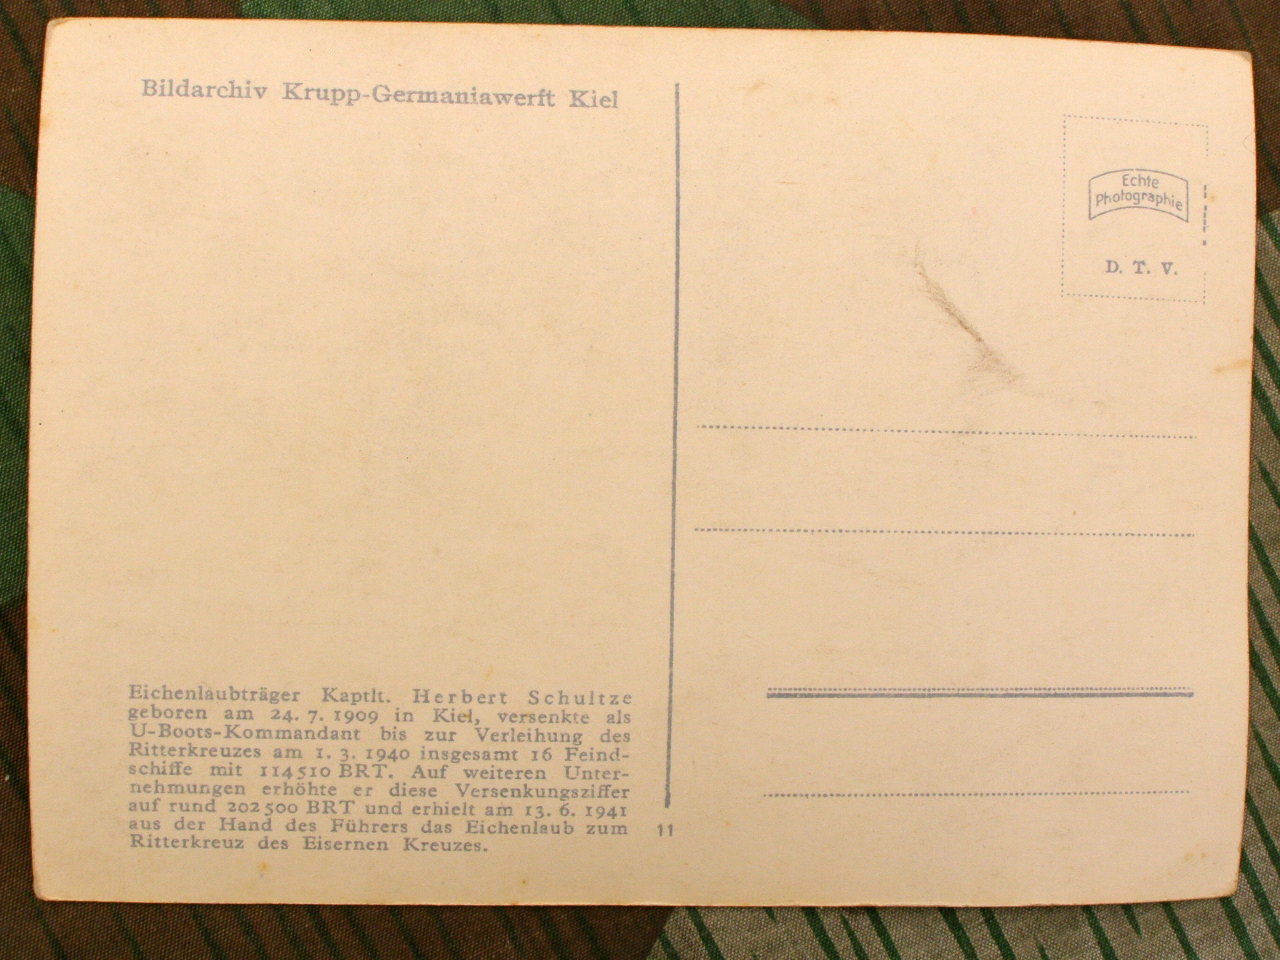 Bildarchiv Krupp-Germaniawerft Kiel
Echte
Photographie
D. T. V.
Eichenlaubträger Kaptlt. Herbert Schultze
geboren am 24. 7. 1909 in Kiel, versenkte als
U-Boots-Kommandant bis zur Verleihung des
Ritterkreuzes am 1. 3. 1940 insgesamt 16 Feind-
schiffe mit 114510 BRT. Auf weiteren Unter-
nehmungen erhöhte er diese Versenkungsziffer
auf rund 202500 BRT und erhielt am 13. 6. 1941
aus der Hand des Führers das Eichenlaub zum
Ritterkreuz des Eisernen Kreuzes.
11